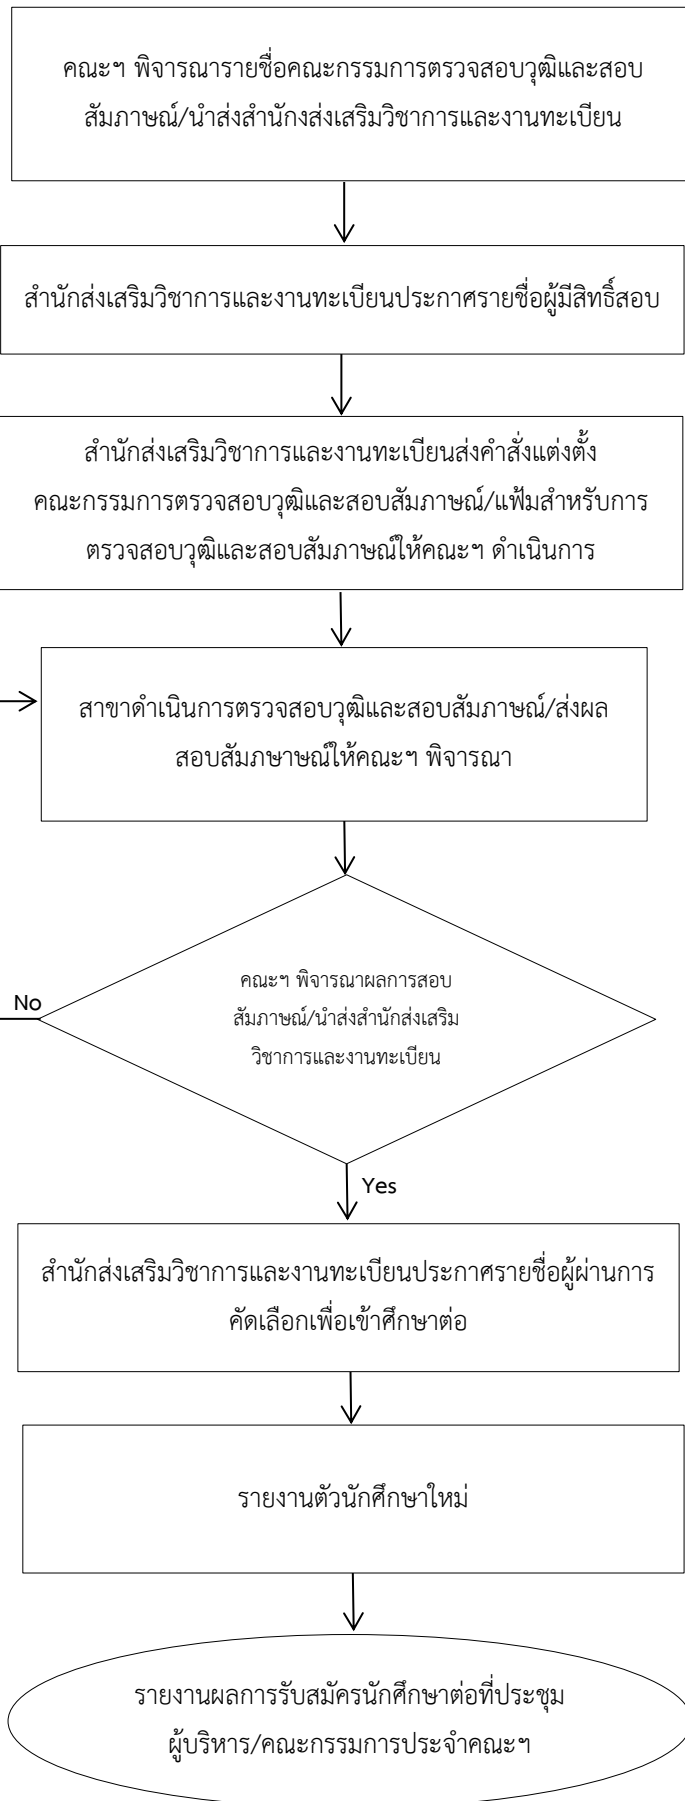 คณะฯ พิจารณารายชื่อคณะกรรมการตรวจสอบวุฒิและสอบ
สัมภาษณ์/นำส่งสำนักงส่งเสริมวิชาการและงานทะเบียน
สำนักส่งเสริมวิชาการและงานทะเบียนประกาศรายชื่อผู้มีสิทธิ์สอบ
สำนักส่งเสริมวิชาการและงานทะเบียนส่งคำสั่งแต่งตั้ง
คณะกรรมการตรวจสอบวุฒิและสอบสัมภาษณ์/แฟ้มสำหรับการ
ตรวจสอบวุฒิและสอบสัมภาษณ์ให้คณะฯ ดำเนินการ
สาขาดำเนินการตรวจสอบวุฒิและสอบสัมภาษณ์/ส่งผล
สอบสัมภษาษณ์ให้คณะฯ พิจารณา
คณะฯ พิจารณาผลการสอบ
สัมภาษณ์/นำส่งสำนักส่งเสริม
วิชาการและงานทะเบียน
No
Yes
สำนักส่งเสริมวิชาการและงานทะเบียนประกาศรายชื่อผู้ผ่านการ
คัดเลือกเพื่อเข้าศึกษาต่อ
รายงานตัวนักศึกษาใหม่
รายงานผลการรับสมัครนักศึกษาต่อที่ประชุม
ผู้บริหาร/คณะกรรมการประจำคณะฯ